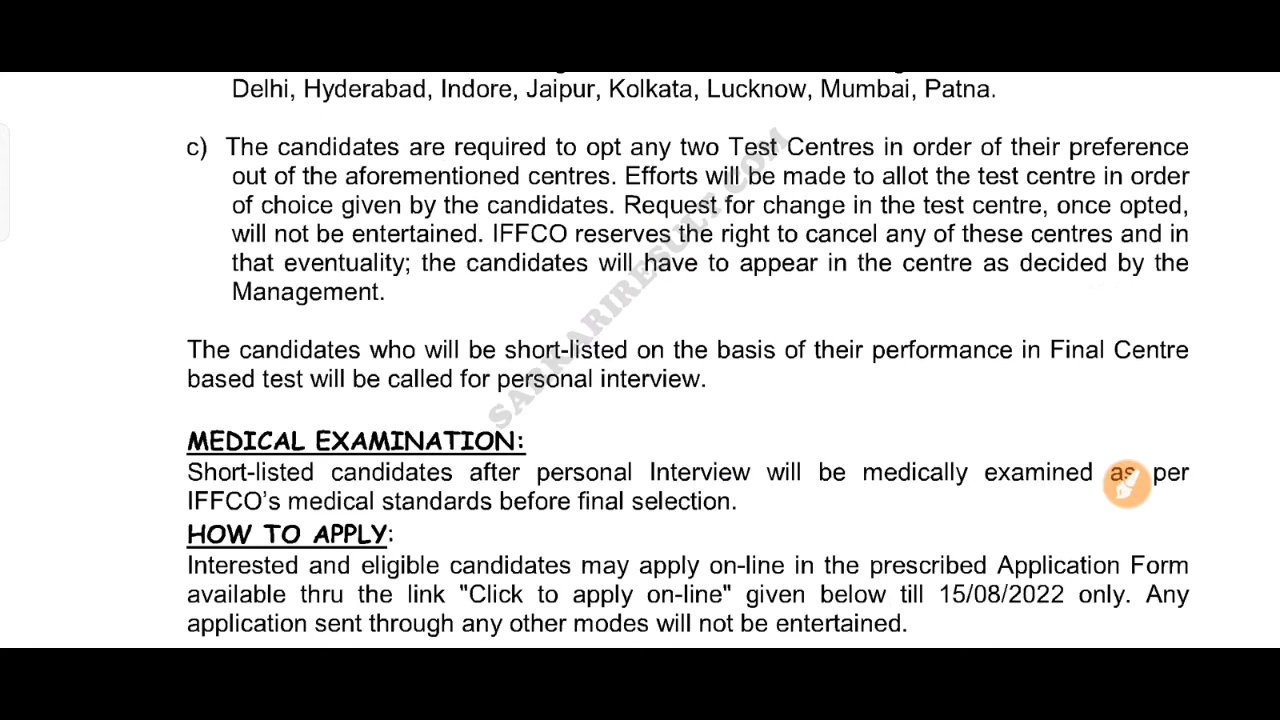 Delhi, Hyderabad, Indore, Jaipur, Kolkata, Lucknow, Mumbai, Patna.
c) The candidates are required to opt any two Test Centres in order of their preference
out of the aforementioned centres. Efforts will be made to allot the test centre in order
of choice given by the candidates. Request for change in the test centre, once opted,
will not be entertained. IFFCO reserves the right to cancel any of these centres and in
that eventuality; the candidates will have to appear in the centre as decided by the
Management.
The candidates who will be short-listed on the basis of their performance in Final Centre
based test will be called for personal interview.
MEDICAL EXAMINATION:
Short-listed candidates after personal Interview will be medically examined as per
IFFCO's medical standards before final selection.
HOW TO APPLY:
Interested and eligible candidates may apply on-line in the prescribed Application Form
available thru the link "Click to apply on-line" given below till 15/08/2022 only. Any
application sent through any other modes will not be entertained.
SARKARIRESULT.COM